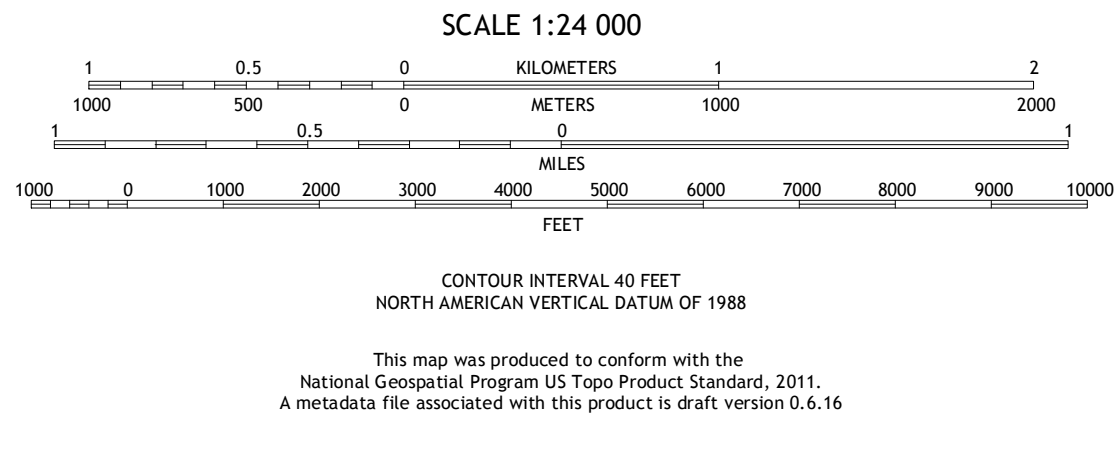 SCALE 1:24 000
1 0.5 0 KILOMETERS 1 2
1000 500 0 METERS 1000 2000
1 0.5 0 1
MILES
1000 0 1000 2000 3000 4000 5000 6000 7000 8000 9000 10000
FEET
CONTOUR INTERVAL 40 FEET
NORTH AMERICAN VERTICAL DATUM OF 1988
This map was produced to conform with the
National Geospatial Program US Topo Product Standard, 2011.
A metadata file associated with this product is draft version 0.6.16